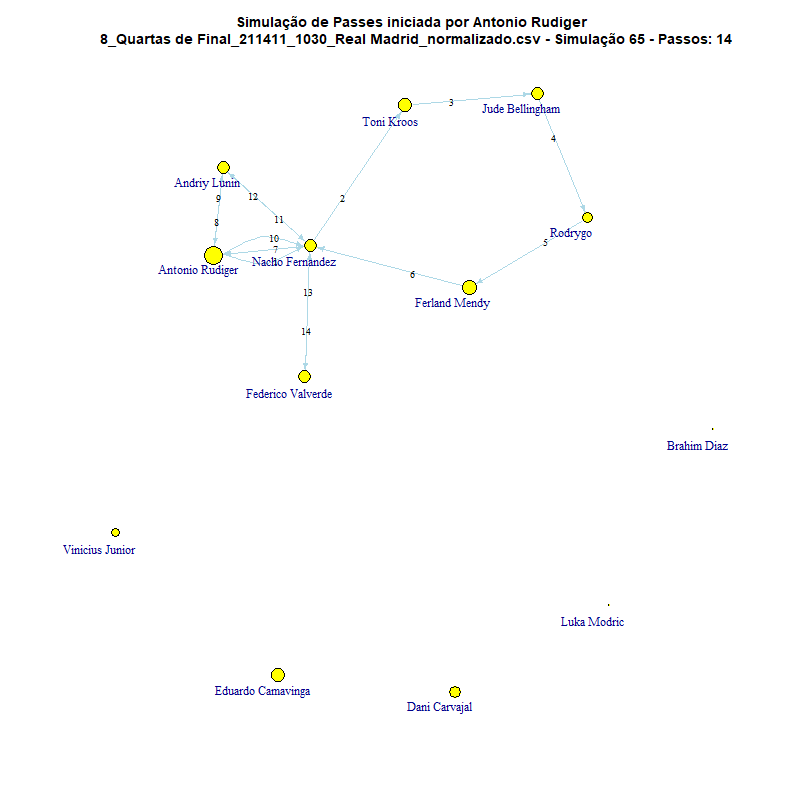 Simulação de Passes iniciada por Antonio Rudiger
8_Quartas de Final_211411_1030_Real Madrid_normalizado.csv - Simulação 65 - Passos: 14
Jude Bellingham
3
Toni Kroos
4
Andriy Lunin
12
9
2
11
8
Rodrygo
10
5
7
Nacho Fernandez
Antonio Rudiger
6
13
Ferland Mendy
14
Federico Valverde
Brahim Diaz
Vinicius Junior
Luka Modric
Eduardo Camavinga
Dani Carvajal